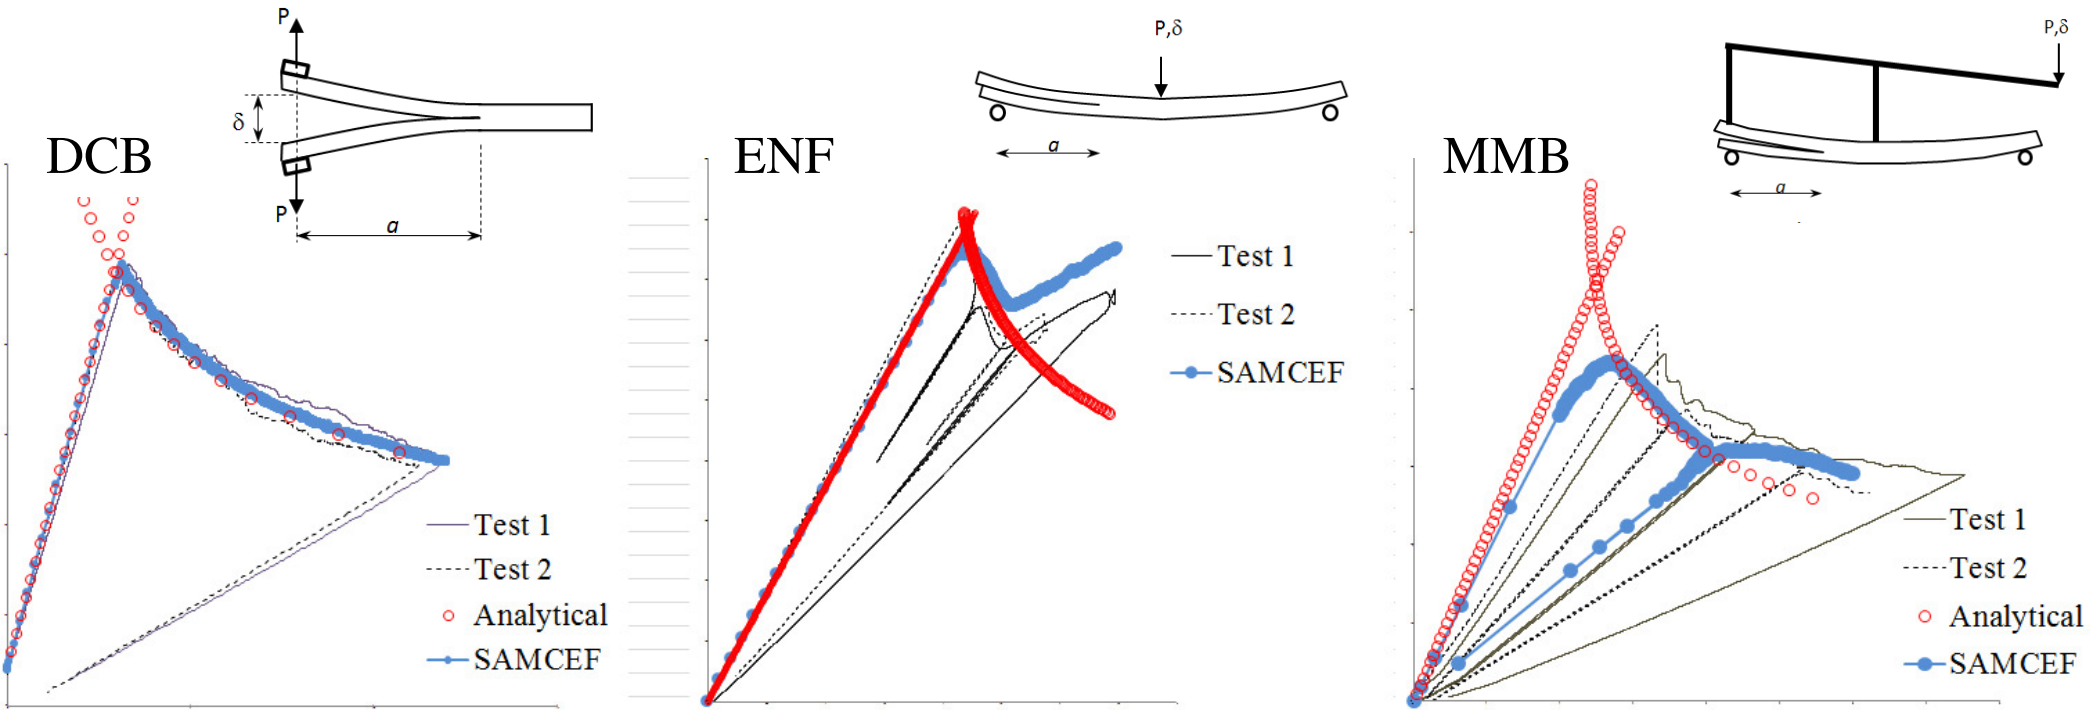 P
δ
P
a
DCB
Test 1
Test 2
Analytical
SAMCEF
P,δ
a
ENF
Test 1
Test 2
SAMCEF
P,δ
a
MMB
Test 1
Test 2
Analytical
SAMCEF